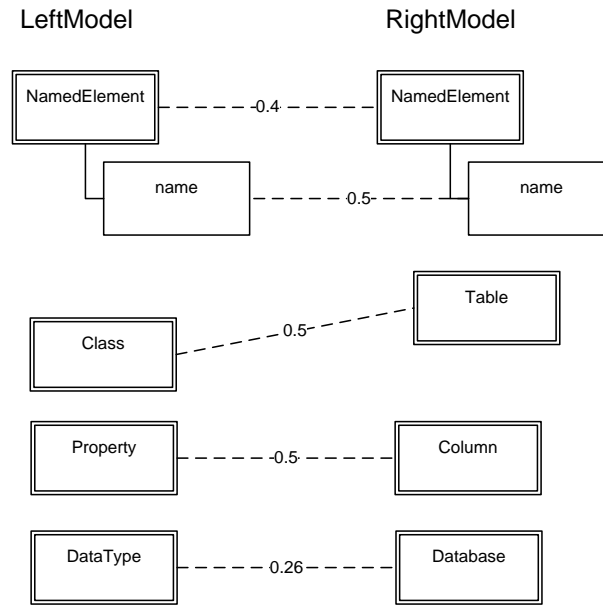 LeftModel
RightModel
NamedElement
0.4
NamedElement
name
0.5
name
Class
0.5
Table
Property
0.5
Column
DataType
0.26
Database